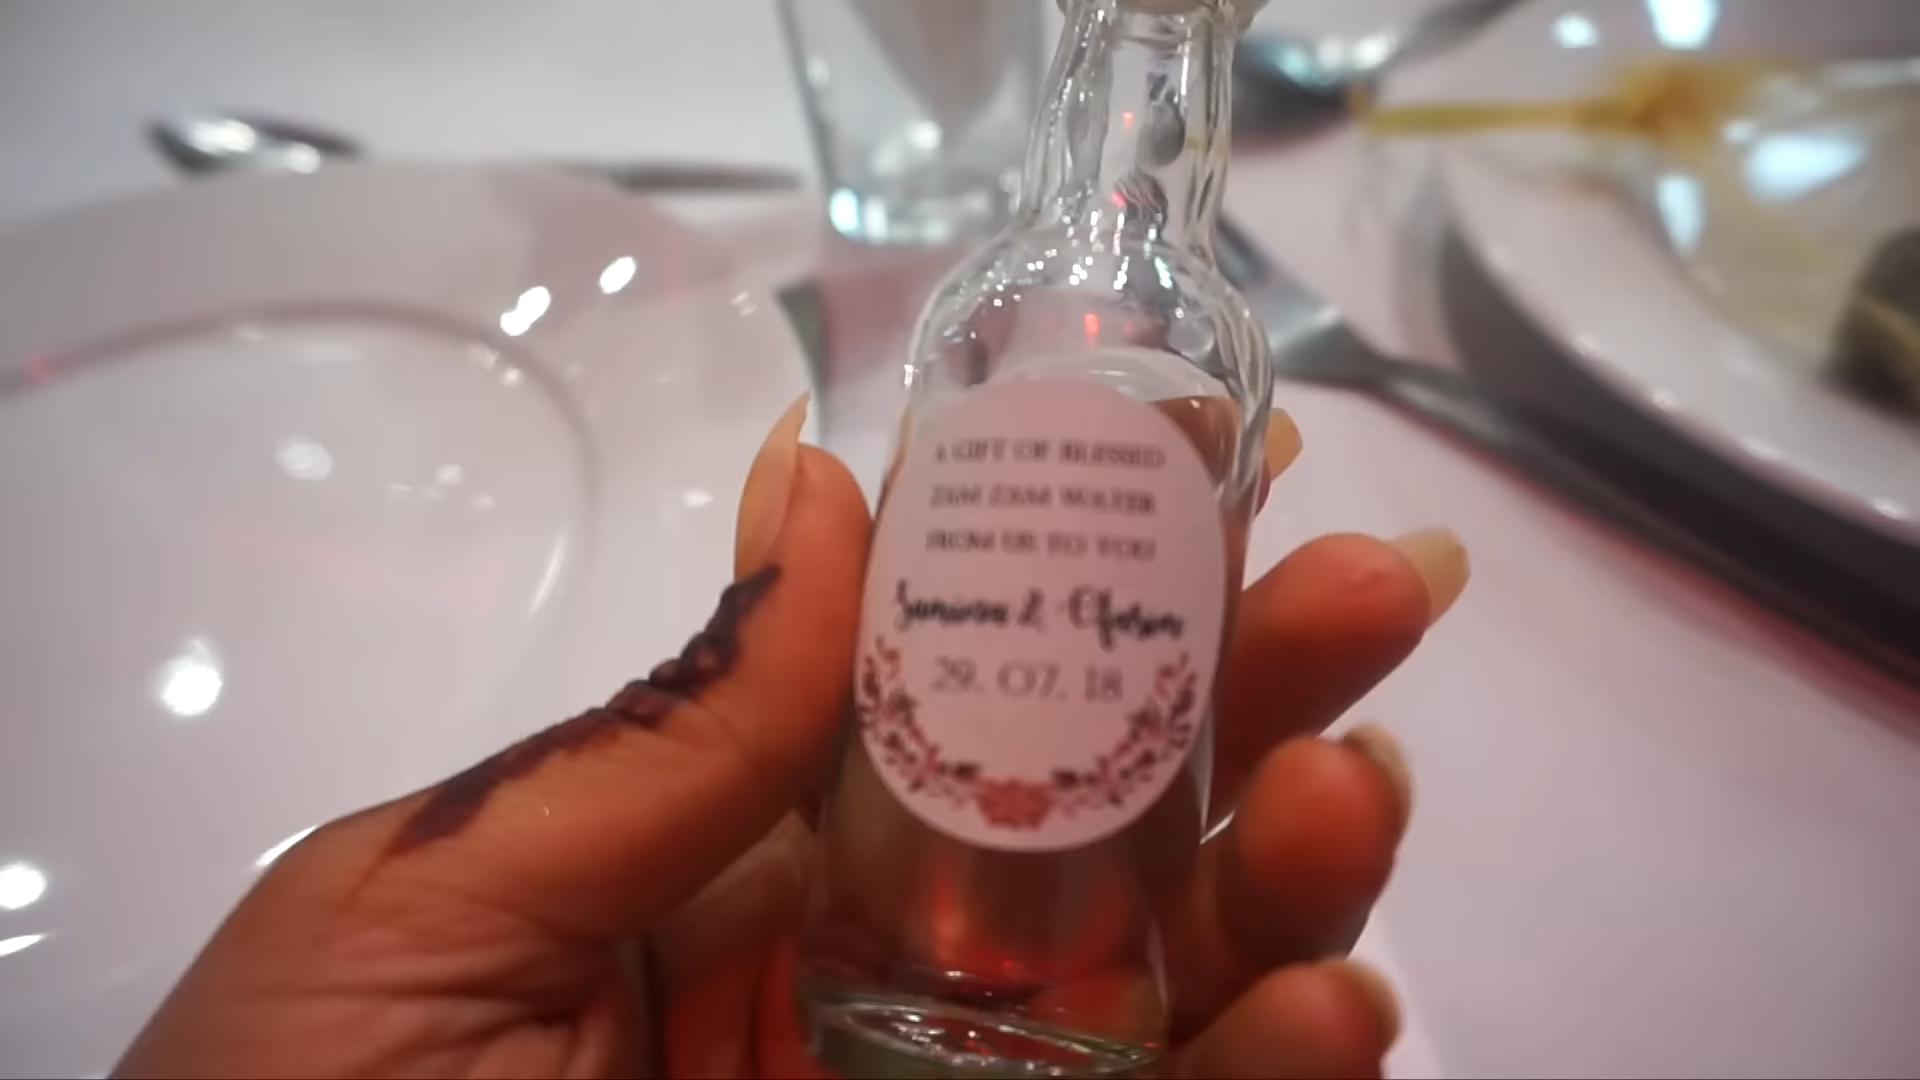 A GIFT OF BLESSED
ZAM ZAM WATER
FROM US TO YOU
&
29. 07. 18